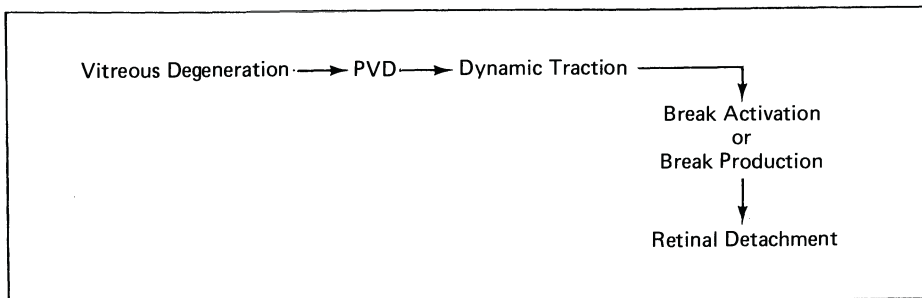 Vitreous Degeneration → PVD → Dynamic Traction
Break Activation
or
Break Production
Retinal Detachment